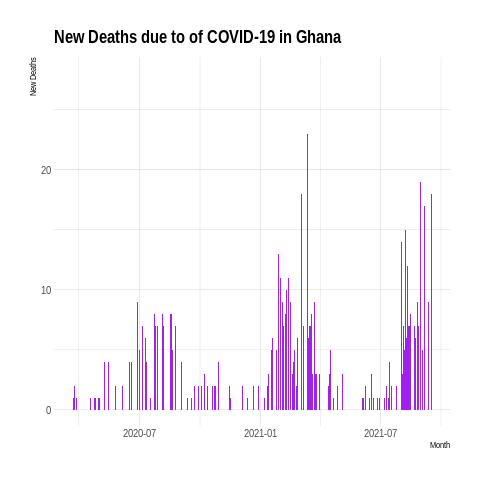 New Deaths due to of COVID-19 in Ghana
New Deaths
20
10
0
2020-07
2021-01
2021-07
Month